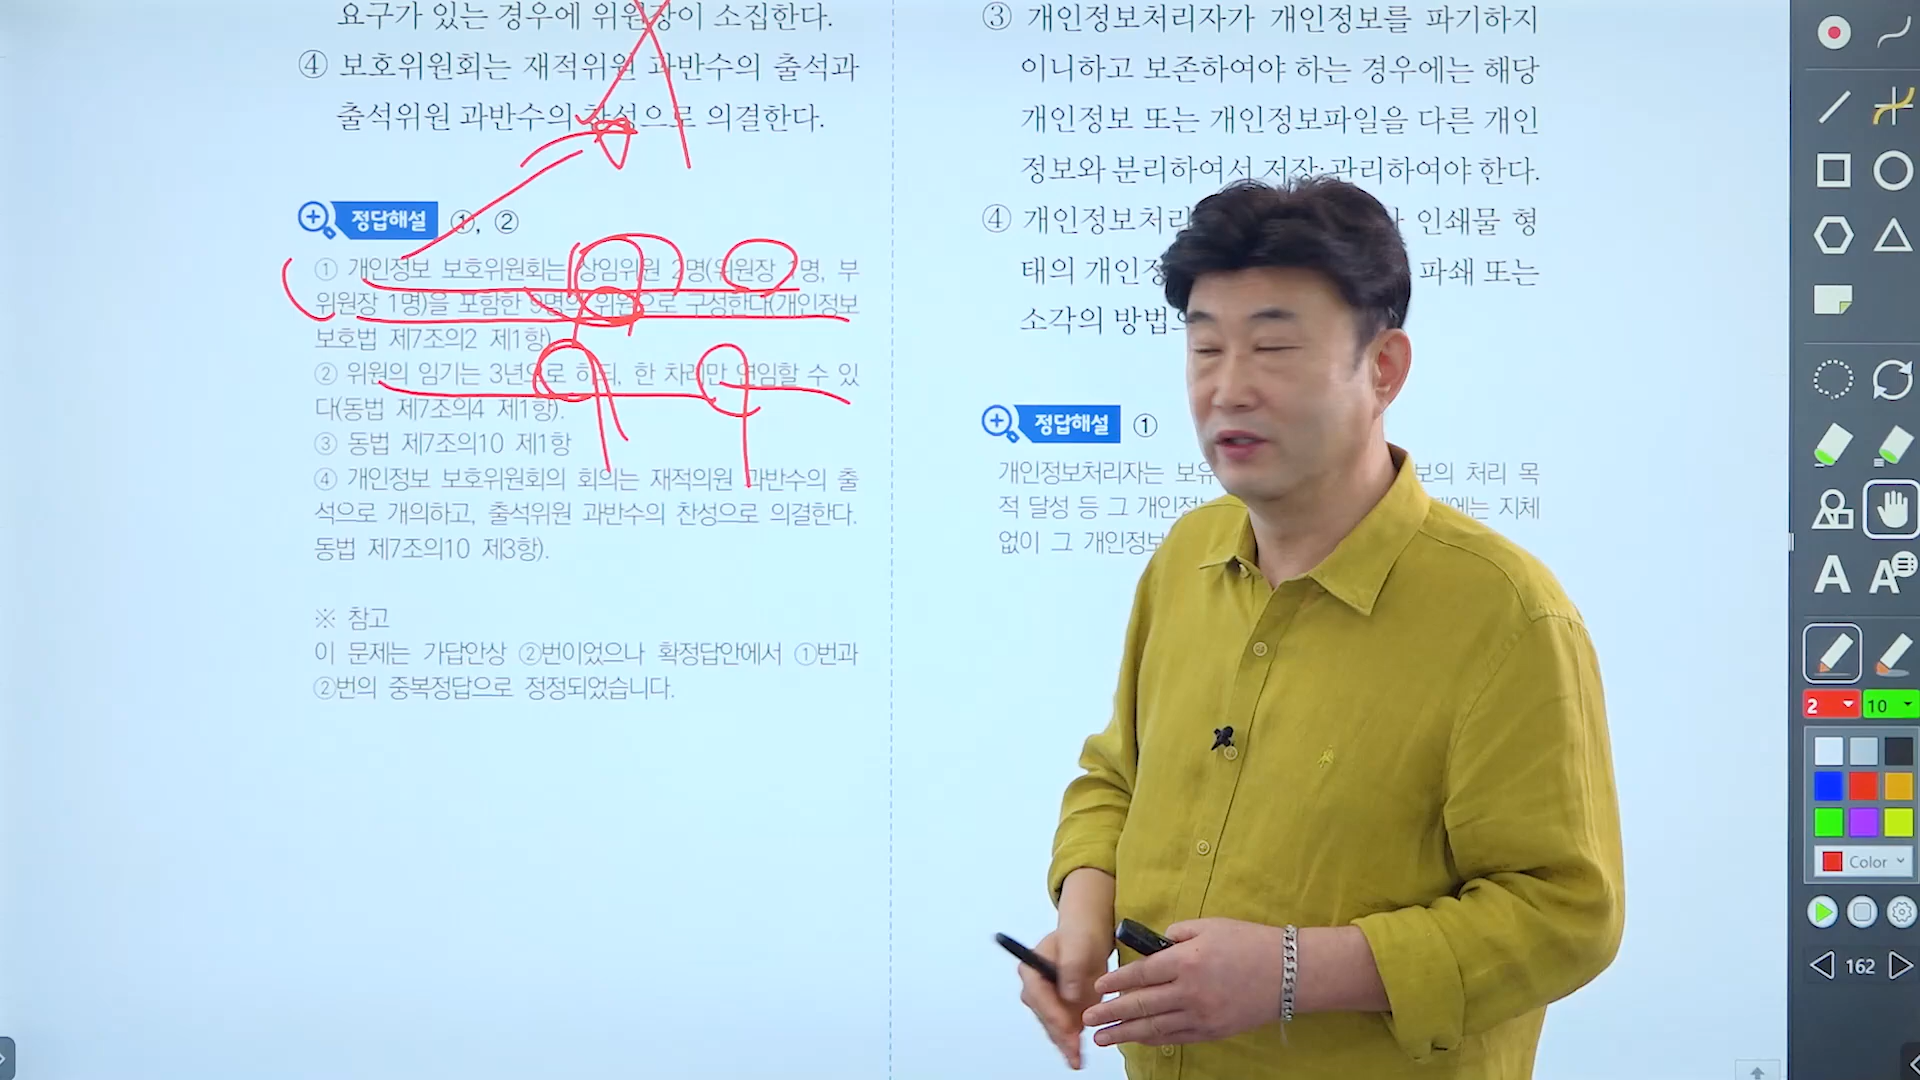 요구가 있는 경우에 위원장이 소집한다.
④ 보호위원회는 재적위원 과반수의 출석과
출석위원 과반수의 찬성으로 의결한다.
정답해설 ①, ②
① 개인정보 보호위원회는 상임위원 2명(위원장 1명, 부
위원장 1명)을 포함한 9명의 위원으로 구성한다(개인정보
보호법 제7조의2 제1항).
② 위원의 임기는 3년으로 하되, 한 차례만 연임할 수 있
다(동법 제7조의4 제1항).
③ 동법 제7조의10 제1항
④ 개인정보 보호위원회의 회의는 재적의원 과반수의 출
석으로 개의하고, 출석위원 과반수의 찬성으로 의결한다.
동법 제7조의10 제3항).
※ 참고
이 문제는 가답안상 ②번이었으나 확정답안에서 ①번과
②번의 중복정답으로 정정되었습니다.
③ 개인정보처리자가 개인정보를 파기하지
이니하고 보존하여야 하는 경우에는 해당
개인정보 또는 개인정보파일을 다른 개인
정보와 분리하여서 저장·관리하여야 한다.
④ 개인정보처리 인쇄물 형
태의 개인정 파쇄 또는
소각의 방법으
정답해설 ①
개인정보처리자는 보유 보의 처리 목
적 달성 등 그 개인정보 에는 지체
없이 그 개인정보
A A
2 10
Color
162